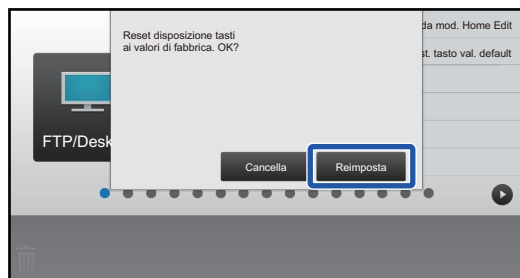 Reset disposizione tasti
ai valori di fabbrica. OK?
da mod. Home Edit
st. tasto val. default
FTP/Desk
Cancella
Reimposta